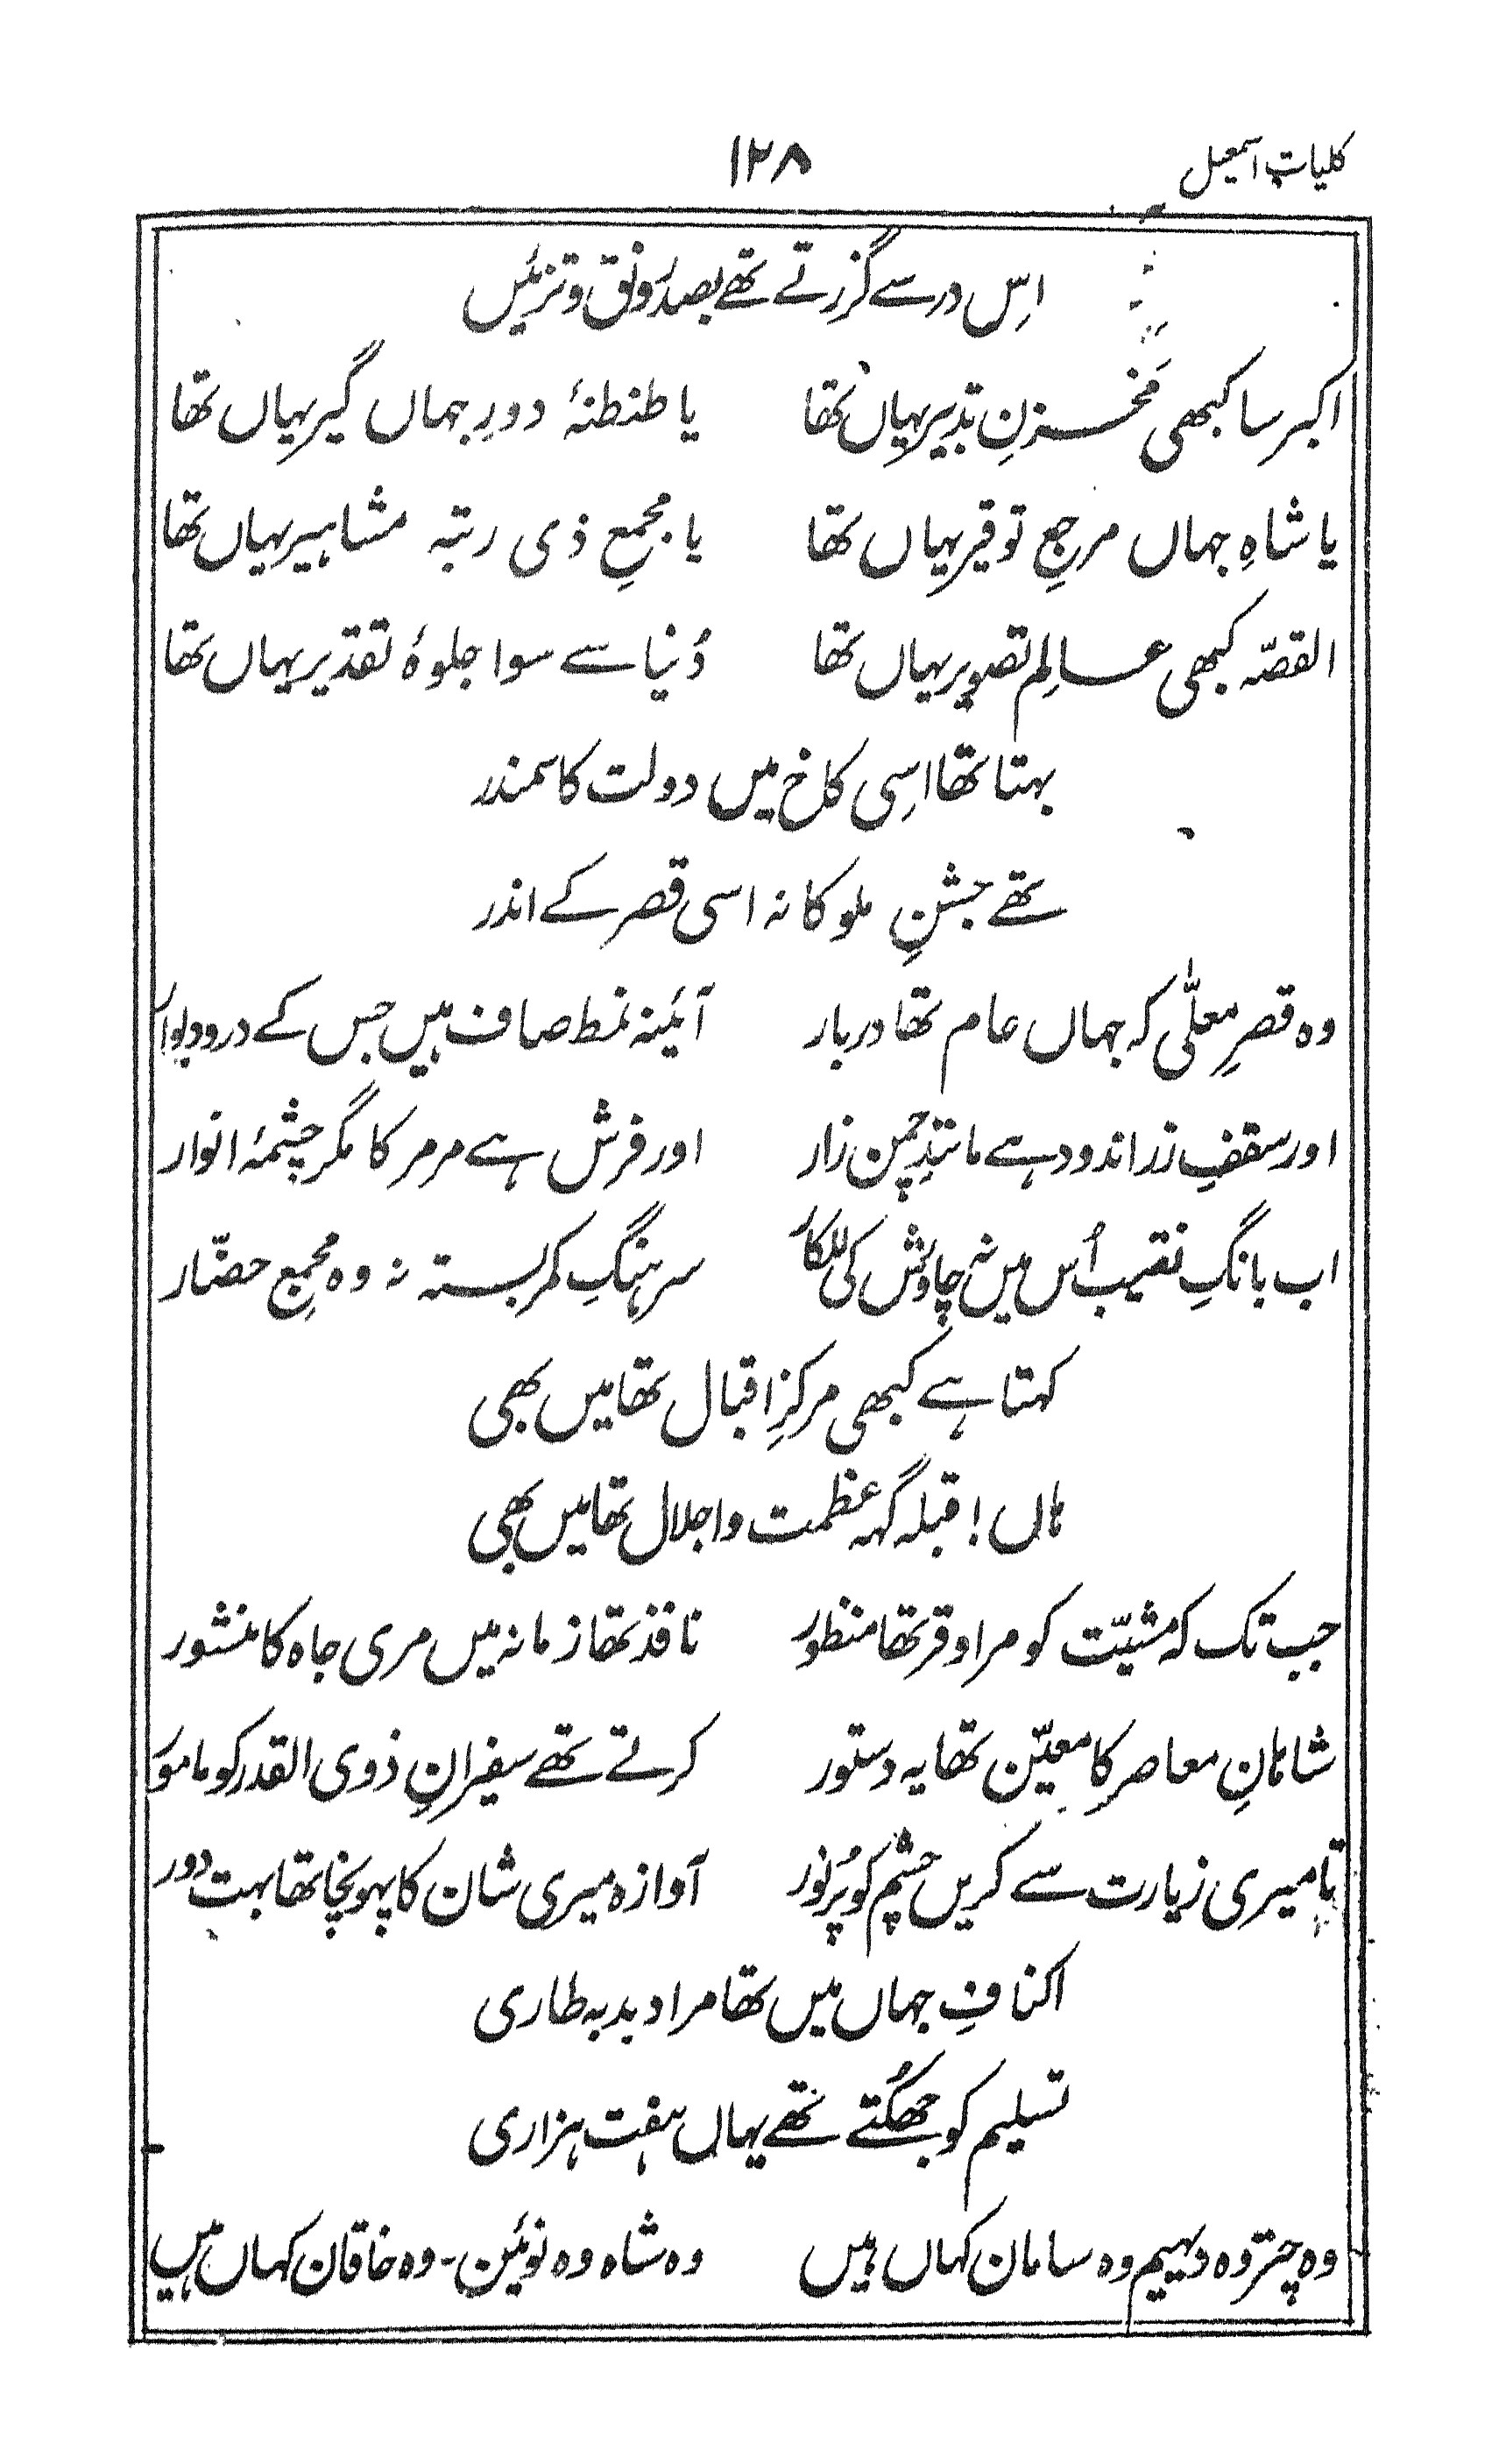 کلیاتِ اسمٰعیل ۱۲۸
اِس در سے گزرتے تھے بصد رَونق و تزئیں
اکبر سا کبھی مَخزنِ تدبیر یہاں تھا یا طنطنۂ دورِ جہاں گیر یہاں تھا
یا شاہِ جہاں مرجعِ توقیر یہاں تھا یا مجمعِ ذی رتبہ مشاہیر یہاں تھا
القصّہ کبھی عالمِ تصویر یہاں تھا دُنیا سے سوا جلوۂ تقدیر یہاں تھا
بہتا تھا اسِی کاخ میں دولت کا سمندر
تھے جشنِ ملوکانہ اسی قصر کے اندر
وہ قصرِ معلّٰی کہ جہاں عام تھا دربار آئینہ نمط صاف ہیں جس کے در و دیوار
اور سقفِ زر اندود ہے مانندِ چمن زار اور فرش ہے مرمر کا مگر چشمۂ انوار
اب بانگِ نقیب اُس میں نہ چاؤش کی للکار سرہنگِ کمر بستہ نہ وہ مجمعِ حضّار
کہتا ہے کبھی مرکزِ اقبال تھا میں بھی
ہاں! قبلہ گہہ عظمت و اجلال تھا میں بھی
جب تک کہ مشیّت کو مرا وقر تھا منظور نافذ تھا زمانہ میں مری جاہ کا منشور
شاہانِ معاصر کا معیّن تھا یہ دستور کرتے تھے سفیرانِ ذوی القدر کو مامور
تا میری زیارت سے کریں چشم کو پُر نور آوازہ میری شان کا پہونچا تھا بہت دور
اکنافِ جہاں میں تھا مرا دبدبہ طاری
تسلیم کو جھُکتے تھے یہاں ہفت ہزاری
وہ چتر وہ دیہیم وہ سامان کہاں ہیں وہ شاہ وہ نوئین۔ وہ خاقان کہاں ہیں